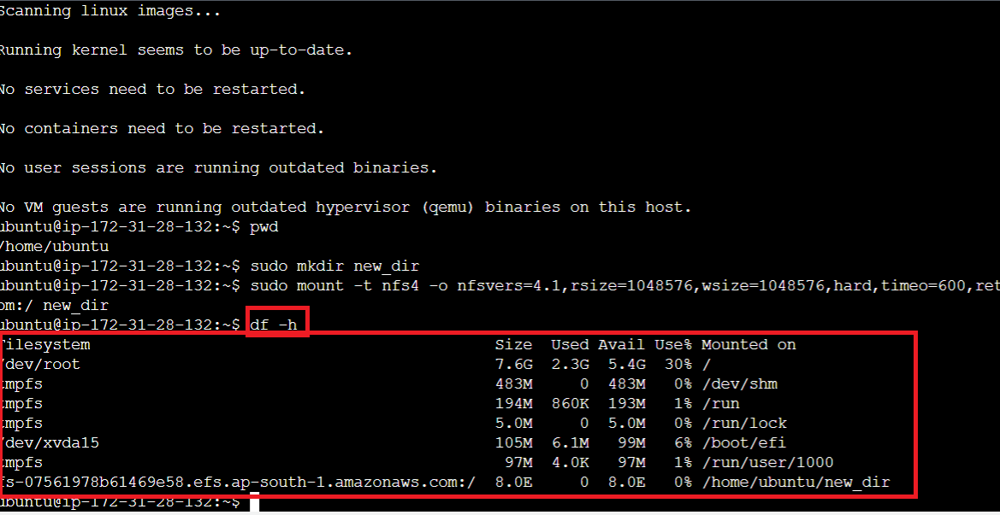 Scanning linux images...
Running kernel seems to be up-to-date.
No services need to be restarted.
No containers need to be restarted.
No user sessions are running outdated binaries.
No VM guests are running outdated hypervisor (qemu) binaries on this host.
ubuntu@ip-172-31-28-132:~$ pwd
/home/ubuntu
ubuntu@ip-172-31-28-132:~$ sudo mkdir new_dir
ubuntu@ip-172-31-28-132:~$ sudo mount -t nfs4 -o nfsvers=4.1,rsize=1048576,wsize=1048576,hard,timeo=600,ret
om:/ new_dir
ubuntu@ip-172-31-28-132:~$ df -h
Filesystem Size Used Avail Use% Mounted on
/dev/root 7.6G 2.3G 5.4G 30% /
tmpfs 483M 0 483M 0% /dev/shm
tmpfs 194M 860K 193M 1% /run
tmpfs 5.0M 0 5.0M 0% /run/lock
/dev/xvda15 105M 6.1M 99M 6% /boot/efi
tmpfs 97M 4.0K 97M 1% /run/user/1000
fs-07561978b61469e58.efs.ap-south-1.amazonaws.com:/ 8.0E 0 8.0E 0% /home/ubuntu/new_dir
ubuntu@ip-172-31-28-132:~$